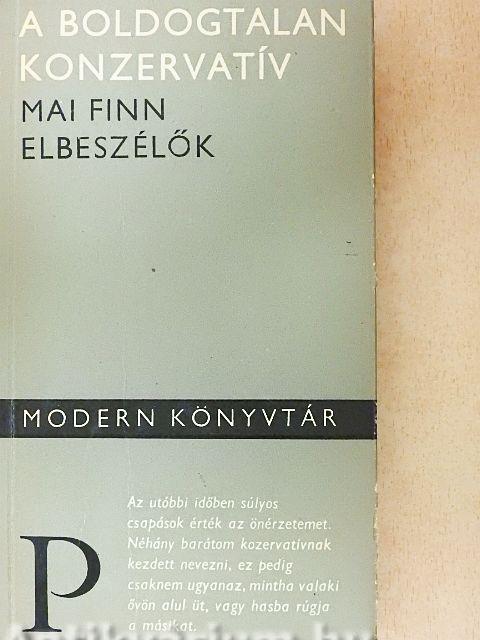 A BOLDOGTALAN
KONZERVATÍV
MAI FINN
ELBESZÉLŐK
MODERN KÖNYVTÁR
P
Az utóbbi időben súlyos
csapások érték az önérzetemet.
Néhány barátom kozervatívnak
kezdett nevezni, ez pedig
csaknem ugyanaz, mintha valaki
övön alul üt, vagy hasba rúgja
a másikat.